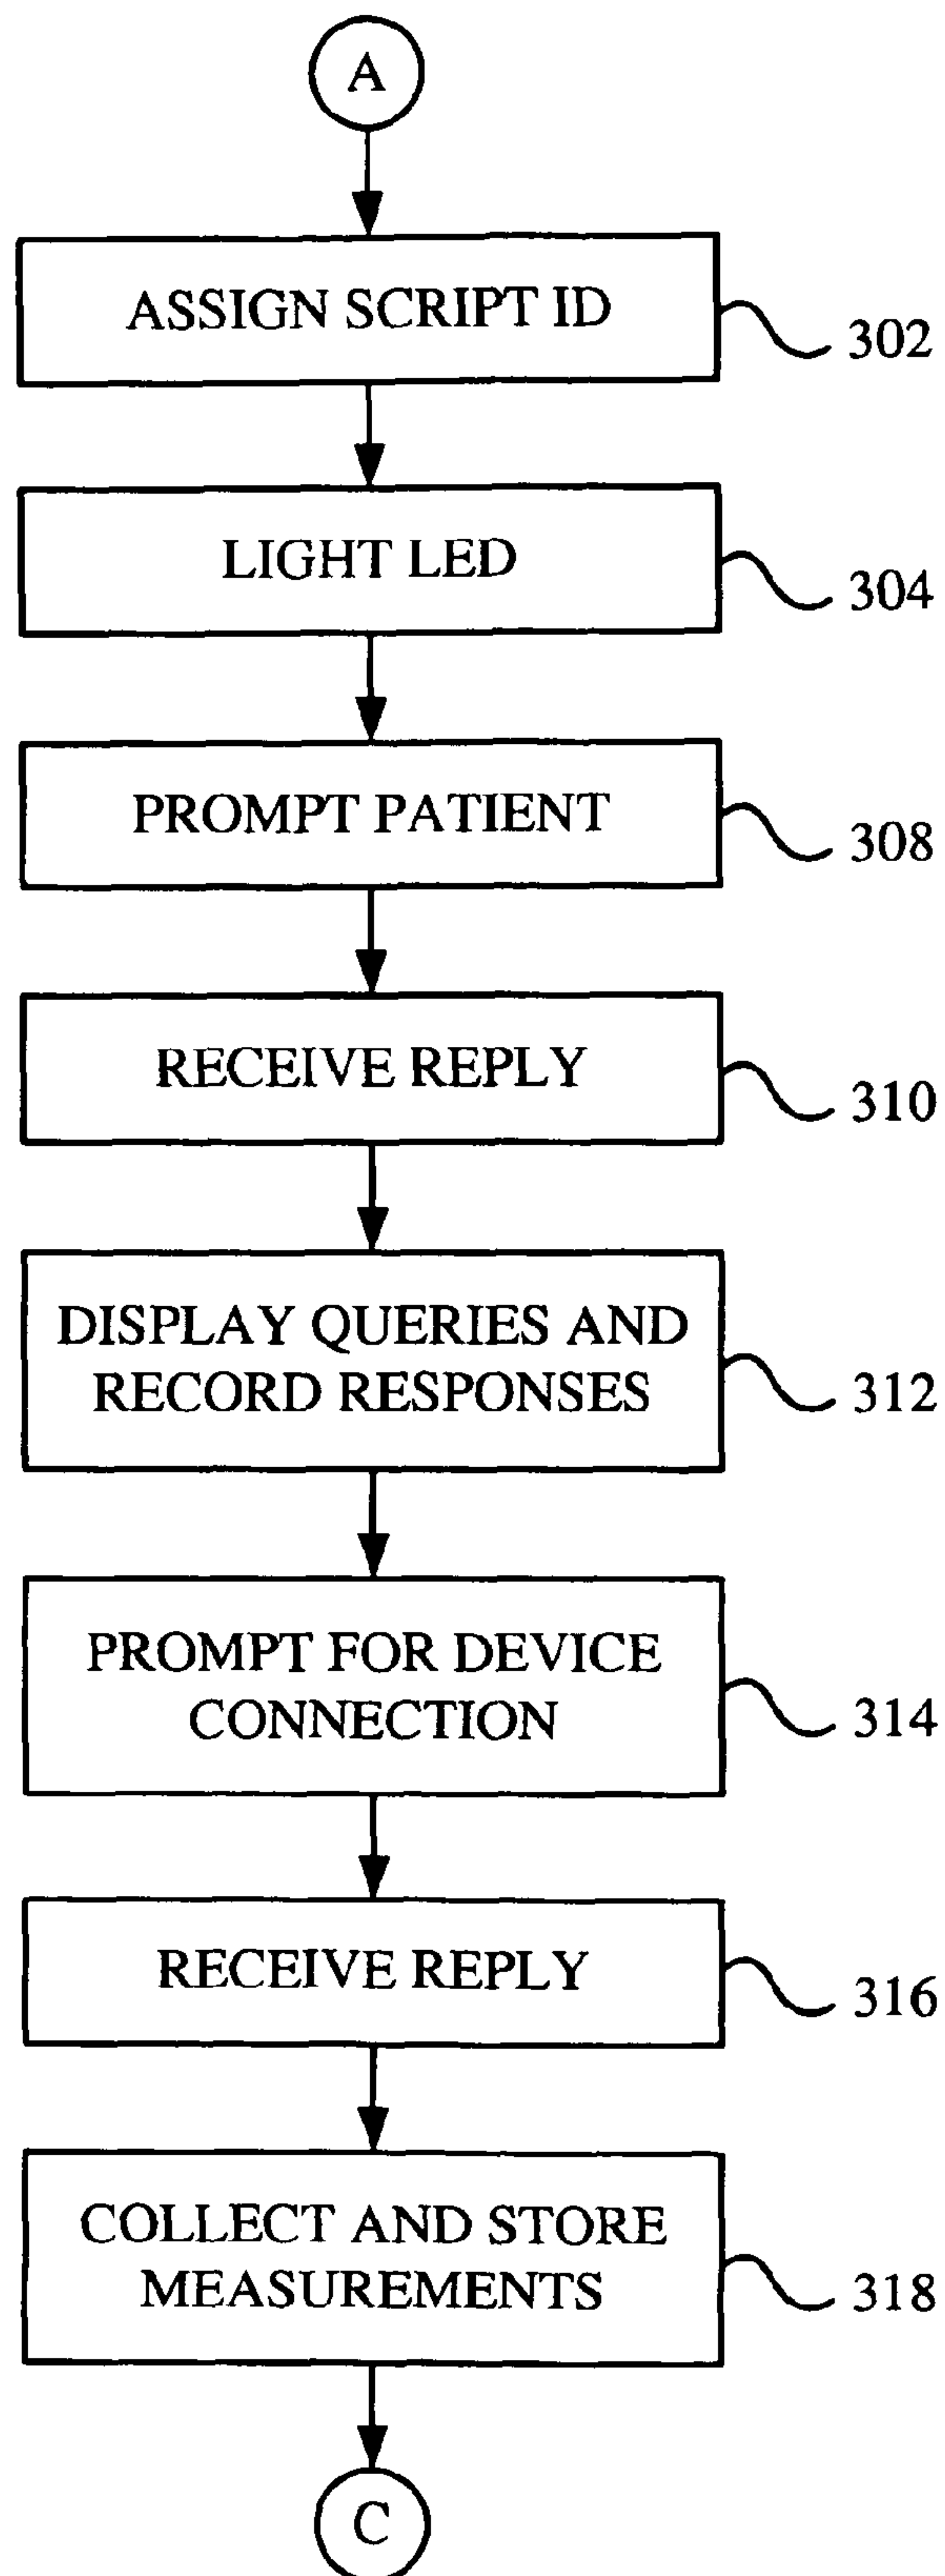 A
ASSIGN SCRIPT ID
302
LIGHT LED
304
PROMPT PATIENT
308
RECEIVE REPLY
310
DISPLAY QUERIES AND
RECORD RESPONSES
312
PROMPT FOR DEVICE
CONNECTION
314
RECEIVE REPLY
316
COLLECT AND STORE
MEASUREMENTS
318
C